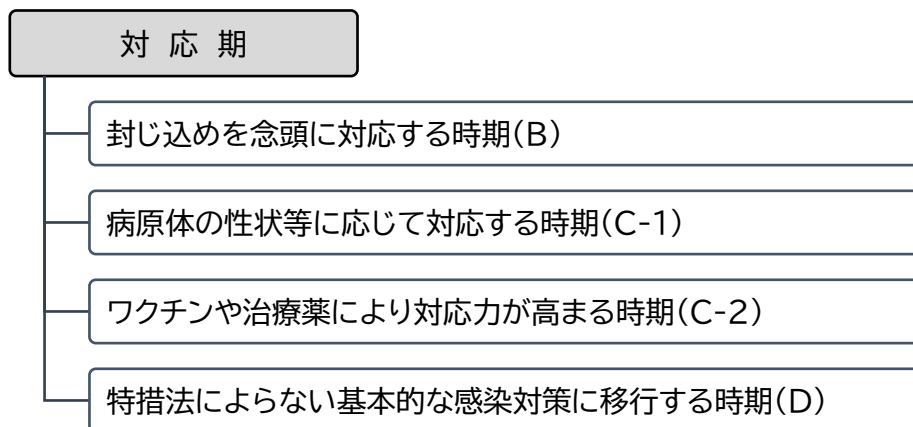 対 応 期
封じ込めを念頭に対応する時期(B)
病原体の性状等に応じて対応する時期(C-1)
ワクチンや治療薬により対応力が高まる時期(C-2)
特措法によらない基本的な感染対策に移行する時期(D)